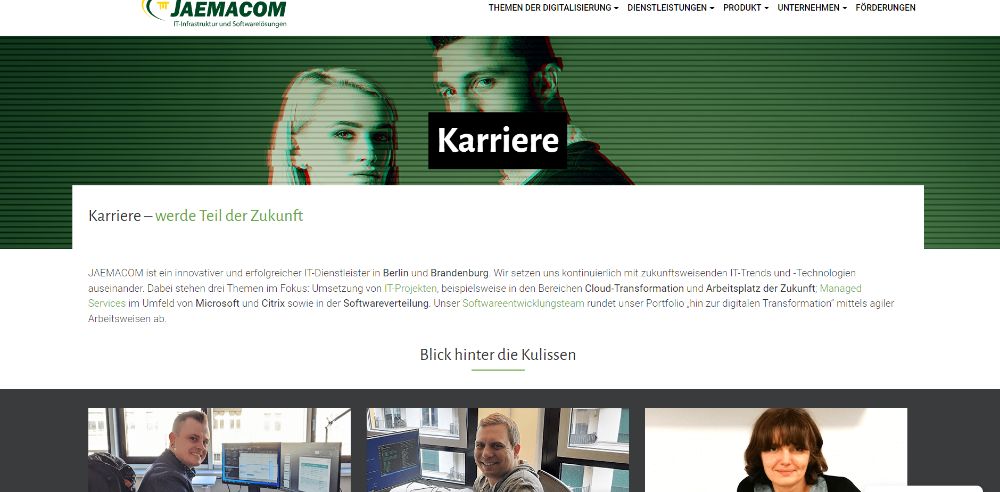 JAEMACOM
IT-Infrastruktur und Softwarelösungen
THEMEN DER DIGITALISIERUNG DIENSTLEISTUNGEN PRODUKT UNTERNEHMEN FÖRDERUNGEN
Karriere
Karriere – werde Teil der Zukunft
JAEMACOM ist ein innovativer und erfolgreicher IT-Dienstleister in Berlin und Brandenburg. Wir setzen uns kontinuierlich mit zukunftsweisenden IT-Trends und -Technologien
auseinander. Dabei stehen drei Themen im Fokus: Umsetzung von IT-Projekten, beispielsweise in den Bereichen Cloud-Transformation und Arbeitsplatz der Zukunft; Managed
Services im Umfeld von Microsoft und Citrix sowie in der Softwareverteilung. Unser Softwareentwicklungsteam rundet unser Portfolio „hin zur digitalen Transformation“ mittels agiler
Arbeitsweisen ab.
Blick hinter die Kulissen